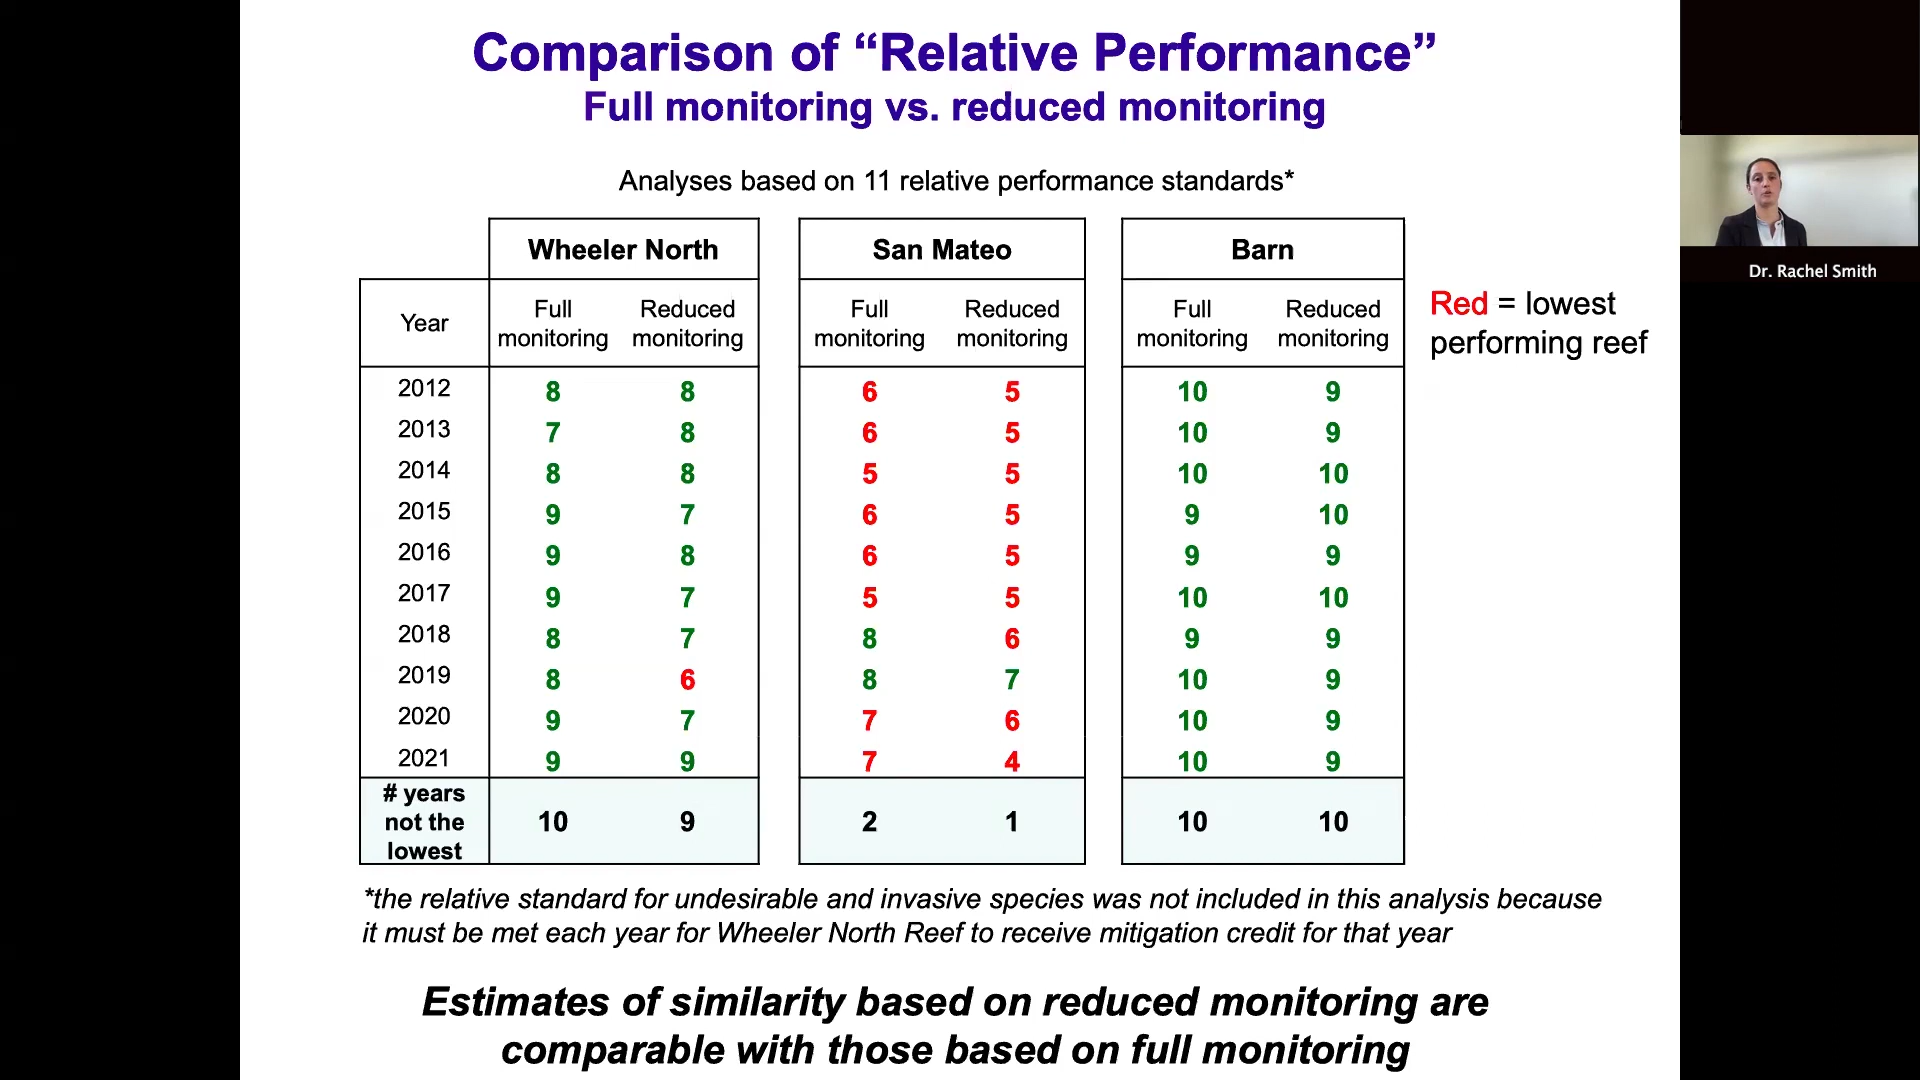 Comparison of “Relative Performance”
Full monitoring vs. reduced monitoring
Analyses based on 11 relative performance standards*
Wheeler North San Mateo Barn
Year Full monitoring Reduced monitoring Full monitoring Reduced monitoring Full monitoring Reduced monitoring
2012 8 8 6 5 10 9
2013 7 8 6 5 10 9
2014 8 8 5 5 10 10
2015 9 7 6 5 9 10
2016 9 8 6 5 9 9
2017 9 7 5 5 10 10
2018 8 7 8 6 9 9
2019 8 6 8 7 10 9
2020 9 7 7 6 10 9
2021 9 9 7 4 10 9
# years not the lowest 10 9 2 1 10 10
Red = lowest
performing reef
*the relative standard for undesirable and invasive species was not included in this analysis because
it must be met each year for Wheeler North Reef to receive mitigation credit for that year
Estimates of similarity based on reduced monitoring are
comparable with those based on full monitoring
Dr. Rachel Smith